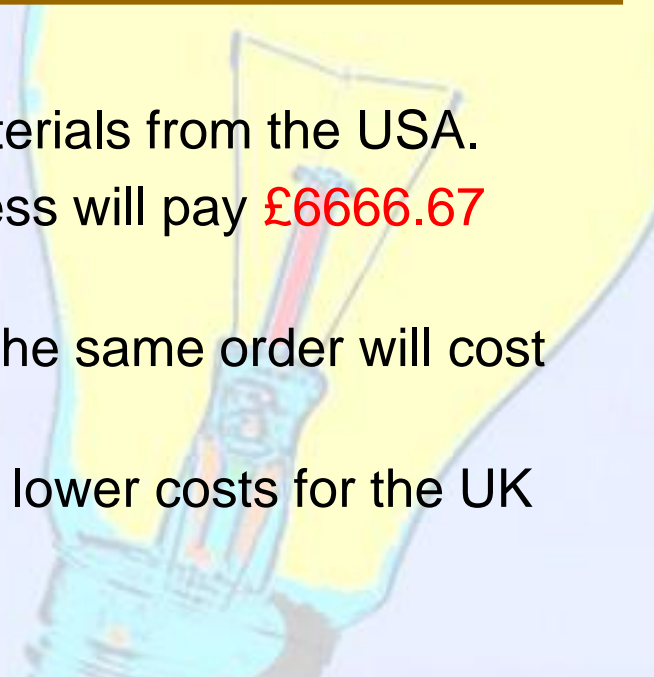 terials from the USA.
ess will pay £6666.67
he same order will cost
lower costs for the UK